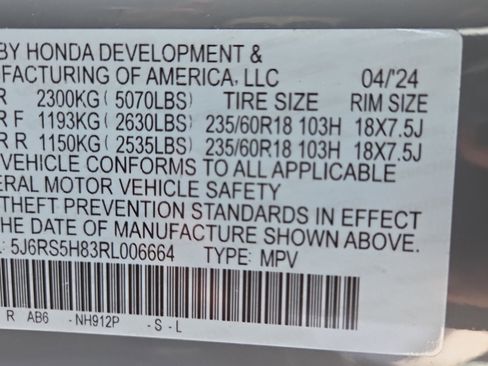 BY HONDA DEVELOPMENT &
FACTURING OF AMERICA, LLC 04/'24
R 2300KG ( 5070LBS) TIRE SIZE RIM SIZE
R F 1193KG ( 2630LBS) 235/60R18 103H 18X7.5J
R R 1150KG ( 2535LBS) 235/60R18 103H 18X7.5J
VEHICLE CONFORMS TO ALL APPLICABLE
ERAL MOTOR VEHICLE SAFETY
THEFT PREVENTION STANDARDS IN EFFECT
THE DATE OF MANUFACTURE SHOWN ABOVE.
: 5J6RS5H83RL006664 TYPE: MPV
R AB6 -NH912P -S-L